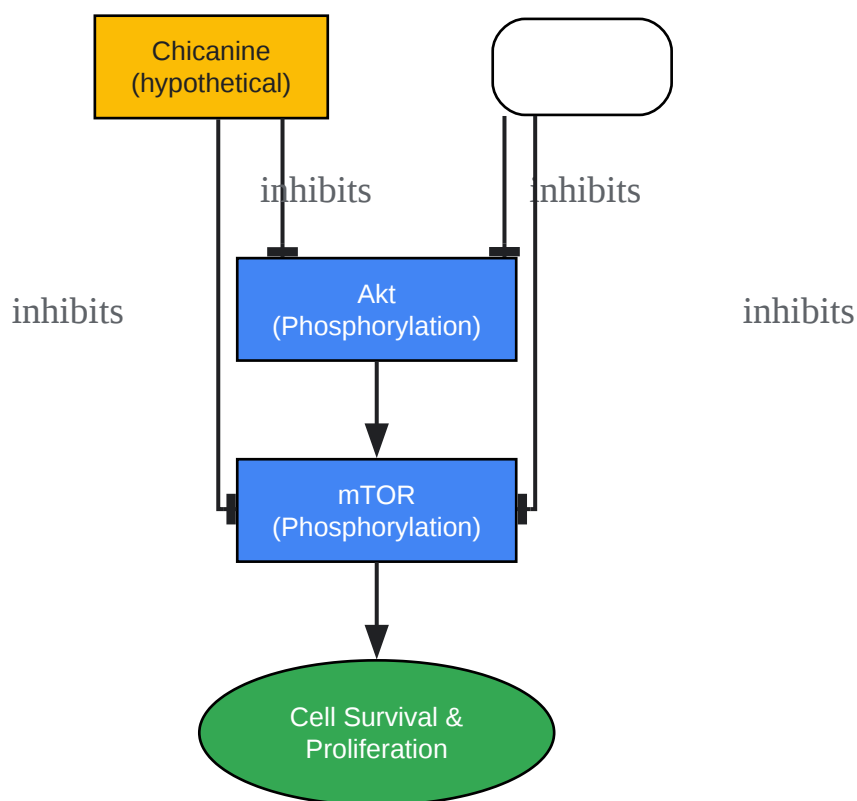 Chicanine
(hypothetical)
inhibits
inhibits
Akt
(Phosphorylation)
inhibits
inhibits
mTOR
(Phosphorylation)
Cell Survival &
Proliferation